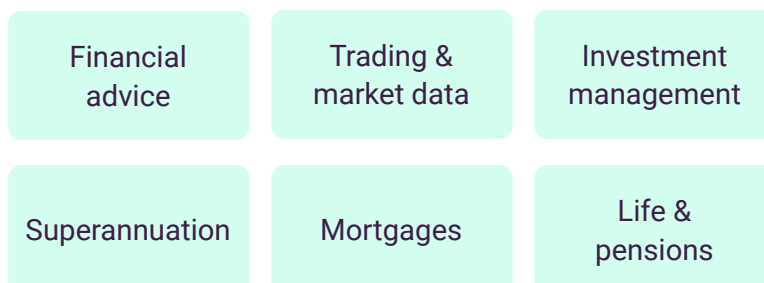 Financial
advice
Trading &
market data
Investment
management
Superannuation
Mortgages
Life &
pensions